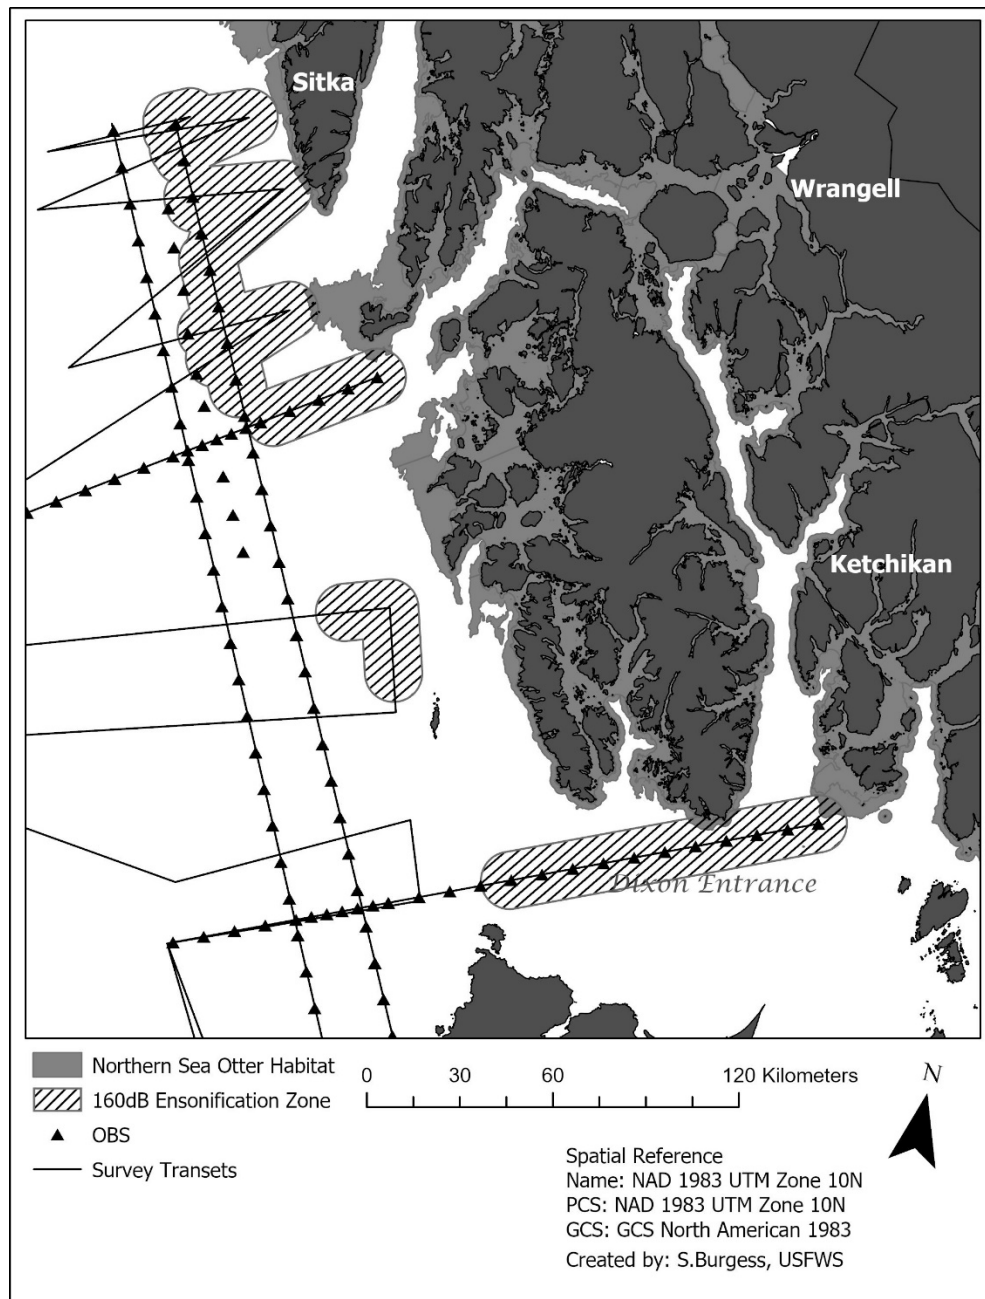 Sitka
Wrangell
Ketchikan
Dixon Entrance
Northern Sea Otter Habitat
160dB Ensonification Zone
OBS
Survey Transets
0 30 60 120 Kilometers
N
Spatial Reference
Name: NAD 1983 UTM Zone 10N
PCS: NAD 1983 UTM Zone 10N
GCS: GCS North American 1983
Created by: S.Burgess, USFWS